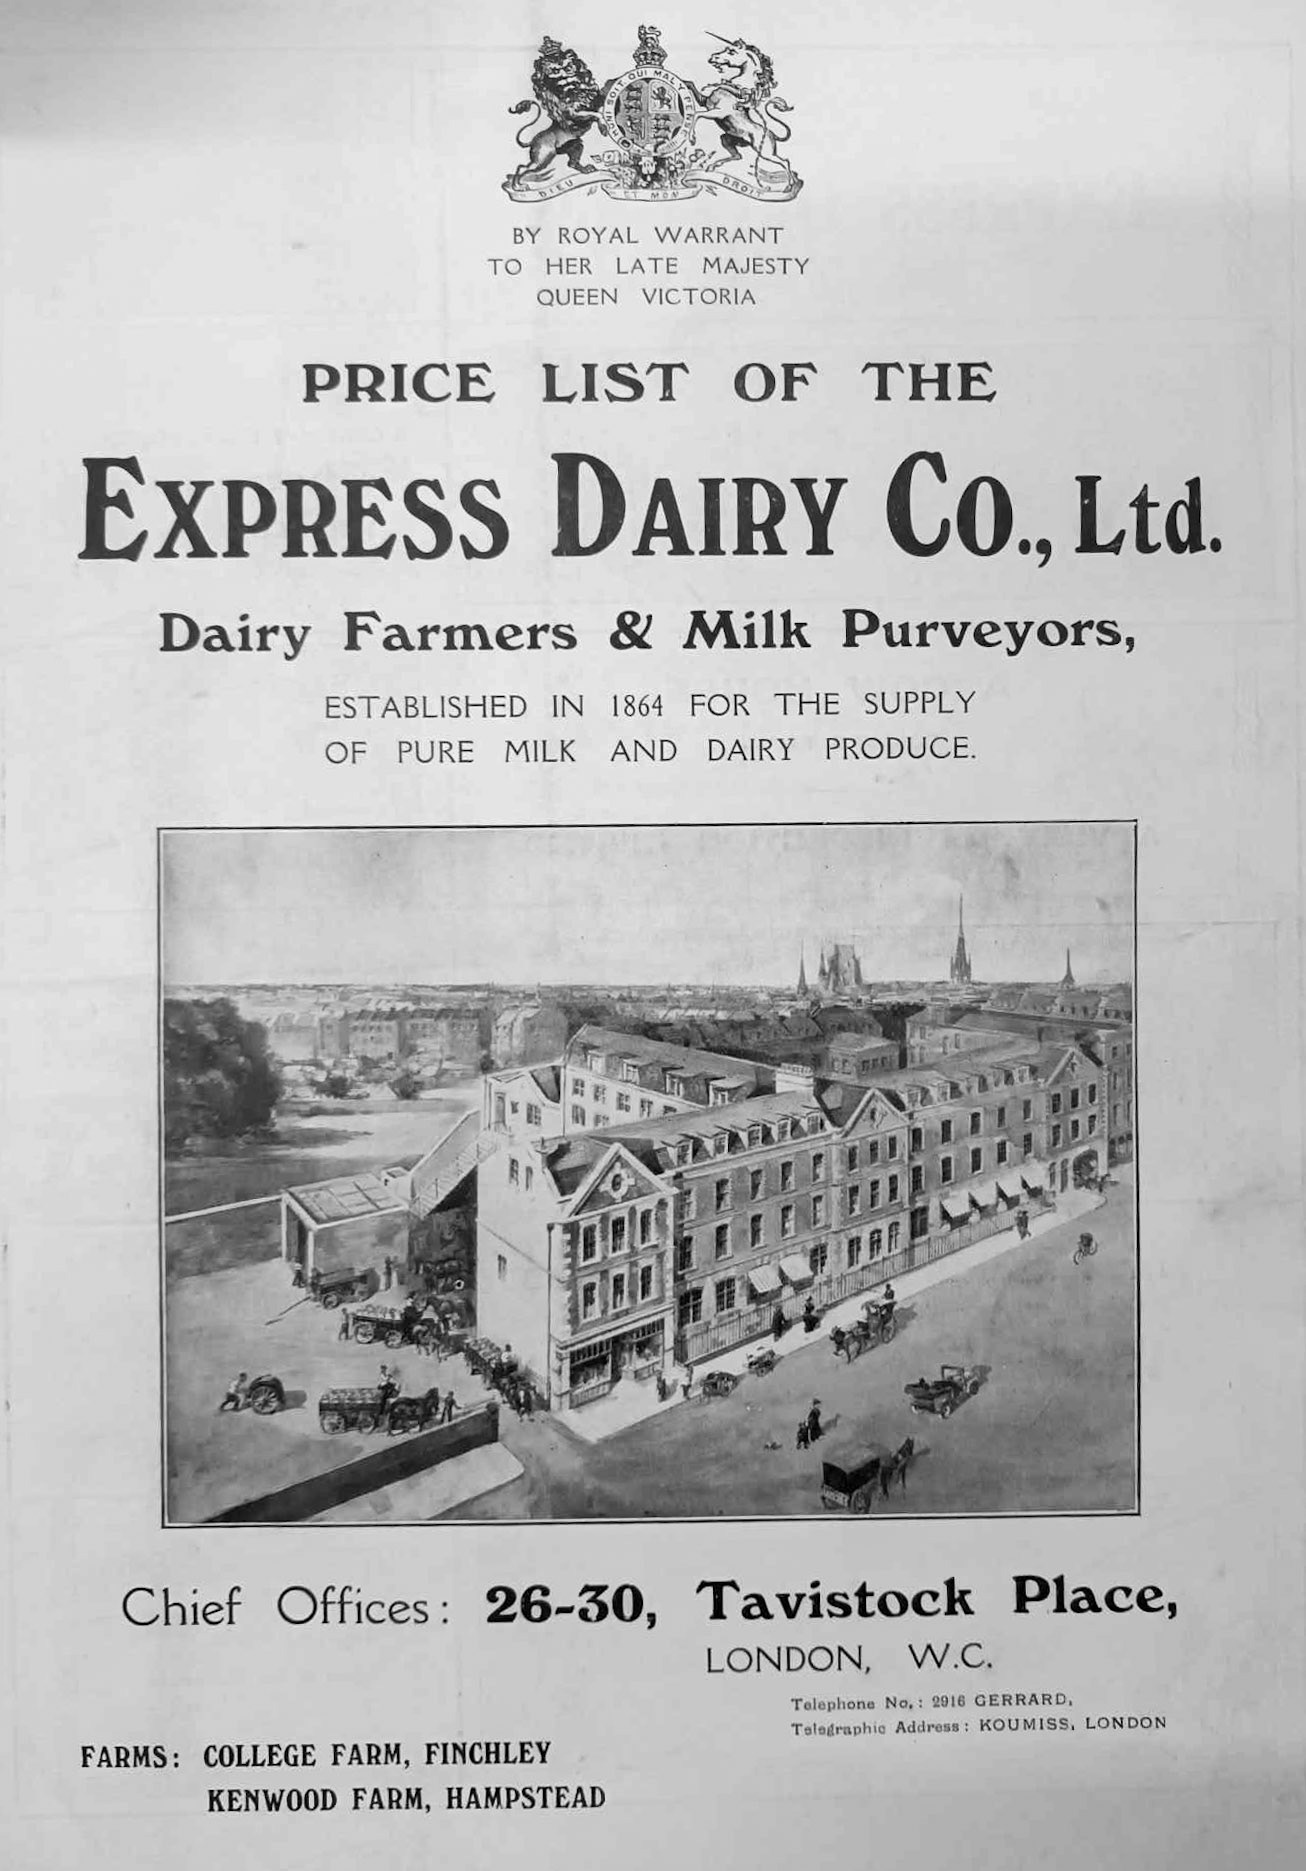 HONI SOIT QUI MAL Y PENSE
DIEU ET MON DROIT
BY ROYAL WARRANT
TO HER LATE MAJESTY
QUEEN VICTORIA
PRICE LIST OF THE
EXPRESS DAIRY CO., Ltd.
Dairy Farmers & Milk Purveyors,
ESTABLISHED IN 1864 FOR THE SUPPLY
OF PURE MILK AND DAIRY PRODUCE.
Chief Offices: 26-30, Tavistock Place,
LONDON, W.C.
Telephone No.: 2916 GERRARD,
Telegraphic Address: KOUMISS, LONDON
FARMS: COLLEGE FARM, FINCHLEY
KENWOOD FARM, HAMPSTEAD